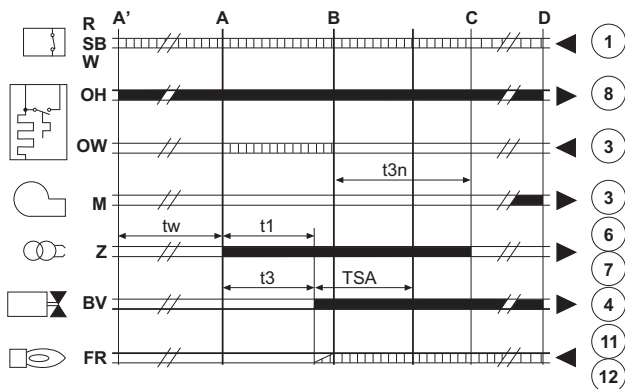 A' A B C D
R
SB 1
W
OH 8
OW 3
t3n
M 3
tw t1 6
Z 7
t3 TSA
BV 4
11
FR 12